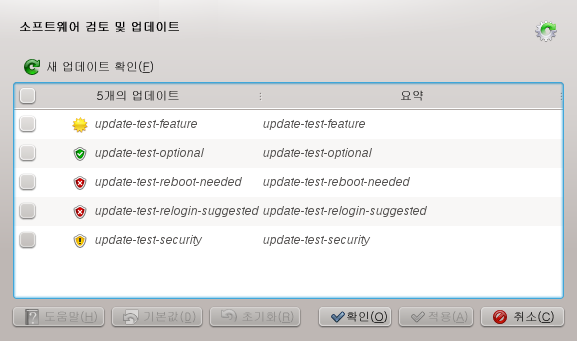 소프트웨어 검토 및 업데이트
새 업데이트 확인(F)
5개의 업데이트 요약
update-test-feature update-test-feature
update-test-optional update-test-optional
update-test-reboot-needed update-test-reboot-needed
update-test-relogin-suggested update-test-relogin-suggested
update-test-security update-test-security
도움말(H) 기본값(D) 초기화(R) 확인(O) 적용(A) 취소(C)